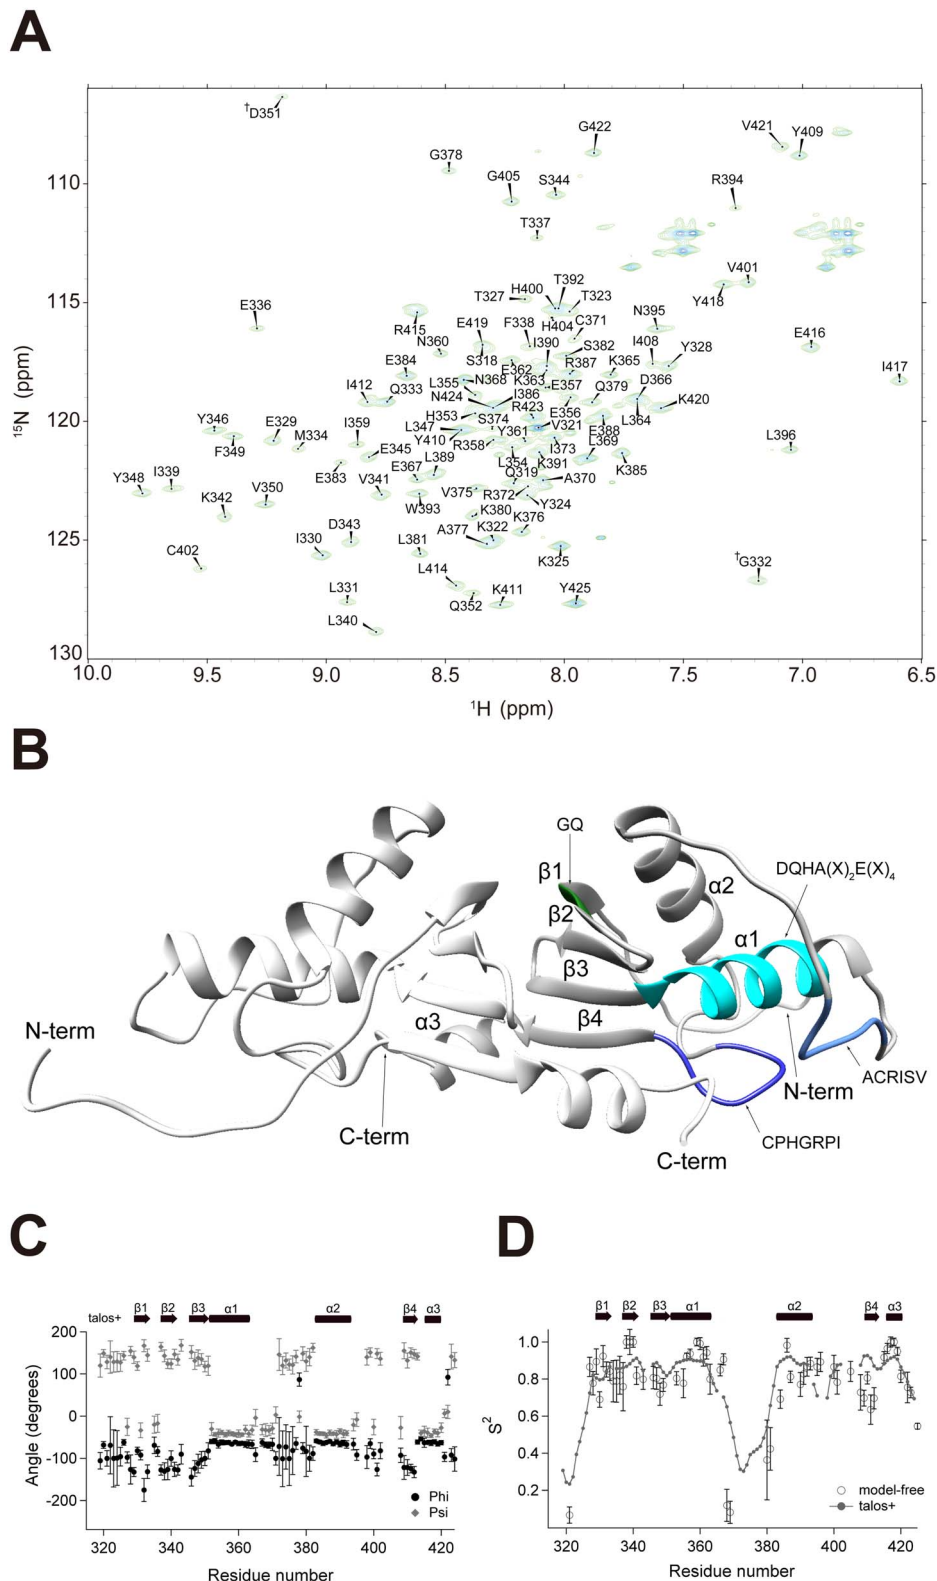 A
†D351
G422
V421
Y409
G378
G405
S344
R394
110
T337
V401
H400
T392
T323
T327
Y418
E336
115
R415
E419
F338
H404
C371
N395
E416
N360
I390
S382
S318
E362
R387
K365
I408
Y328
I417
E384
K363
E357
Q379
D366
L355
N368
I386
N424
I412
Q333
R423
E356
L364
K420
15N (ppm)
120
H353
S374
V321
E388
Y346
E329
I359
L347
Y361
I373
L369
L396
M334
Y410
R358
F349
E345
L389
L354
K391
K385
E383
E367
Q319
A370
Y348
I339
V341
V375
R372
Y324
K342
V350
W393
K380
K376
D343
A377
K322
125
I330
L381
K325
C402
†G332
L414
Q352
K411
Y425
L331
L340
130
10.0
9.5
9.0
8.5
8.0
7.5
7.0
6.5
1H (ppm)
B
GQ
β1
DQHA(X)2E(X)4
α2
β2
α1
β3
β4
α3
N-term
ACRISV
N-term
C-term
CPHGRPI
C-term
C
talos+
β1
β2
β3
α1
α2
β4
α3
200
100
0
-100
-200
Angle (degrees)
Phi
Psi
320
340
360
380
400
420
Residue number
D
β1
β2
β3
α1
α2
β4
α3
1.0
0.8
0.6
0.4
0.2
S2
model-free
talos+
320
340
360
380
400
420
Residue number